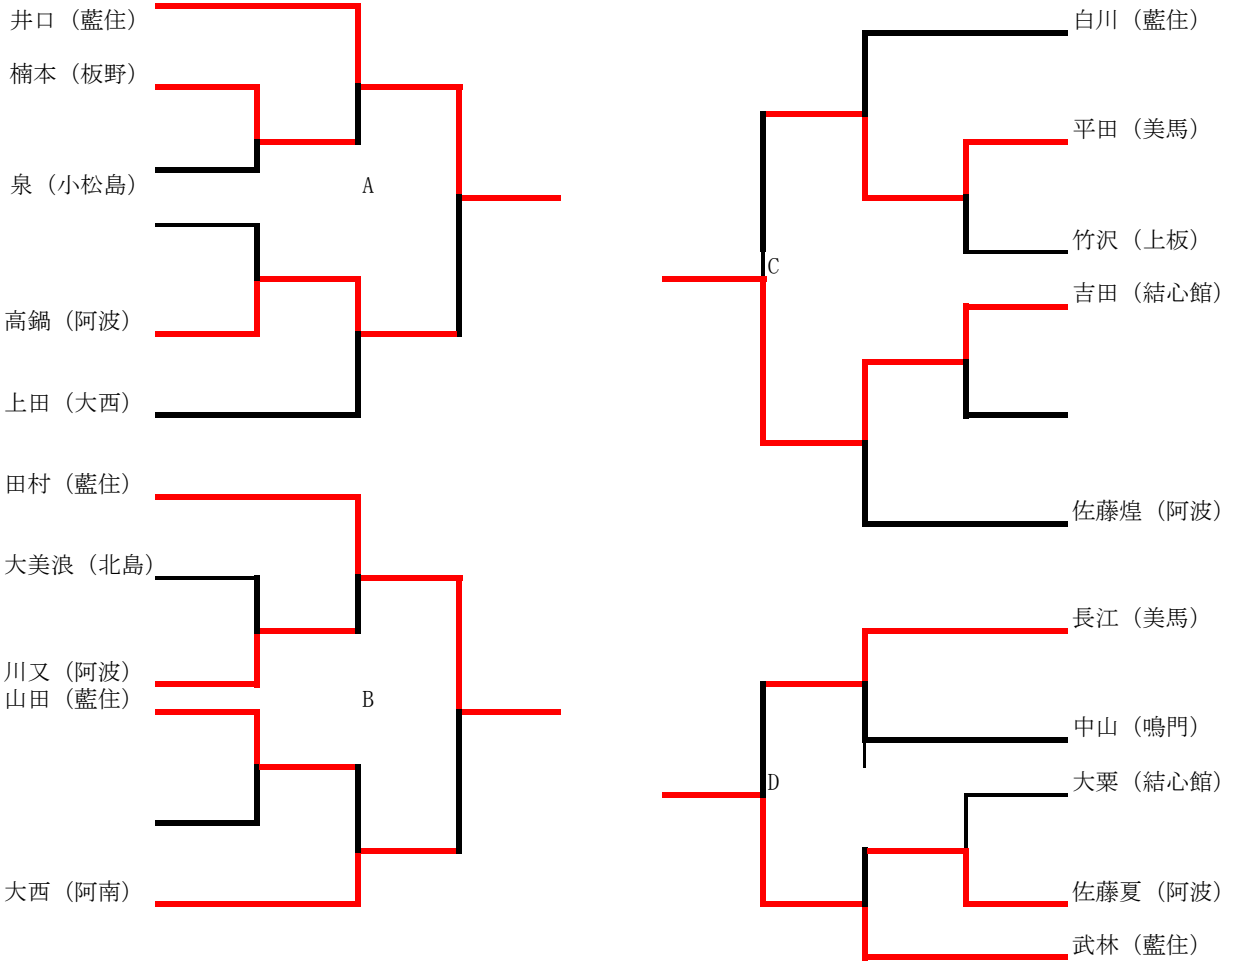 井口（藍住）
楠本（板野）
泉（小松島）
A
高鍋（阿波）
上田（大西）
田村（藍住）
大美浪（北島）
川又（阿波）
山田（藍住）
B
大西（阿南）
白川（藍住）
平田（美馬）
竹沢（上板）
C
吉田（結心館）
佐藤煌（阿波）
長江（美馬）
中山（鳴門）
D
大粟（結心館）
佐藤夏（阿波）
武林（藍住）